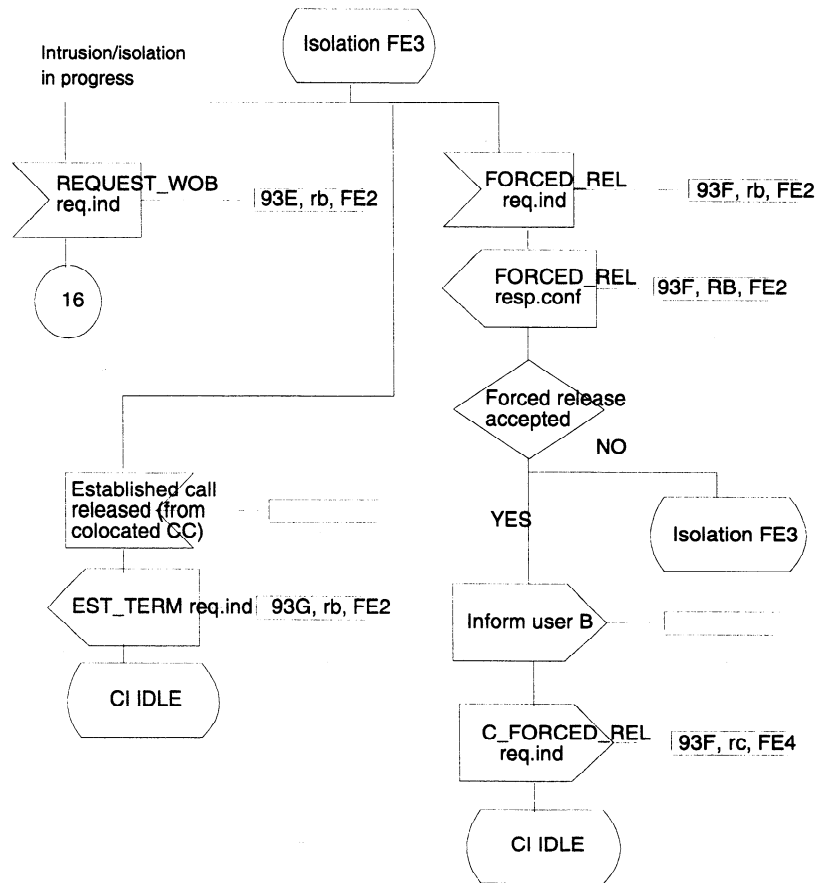 Isolation FE3
Intrusion/isolation
in progress
REQUEST_WOB
req.ind
93E, rb, FE2
16
FORCED_REL
req.ind
93F, rb, FE2
FORCED_REL
resp.conf
93F, RB, FE2
Forced release
accepted
NO
YES
Isolation FE3
Established call
released (from
colocated CC)
EST_TERM req.ind
93G, rb, FE2
CI IDLE
Inform user B
C_FORCED_REL
req.ind
93F, rc, FE4
CI IDLE